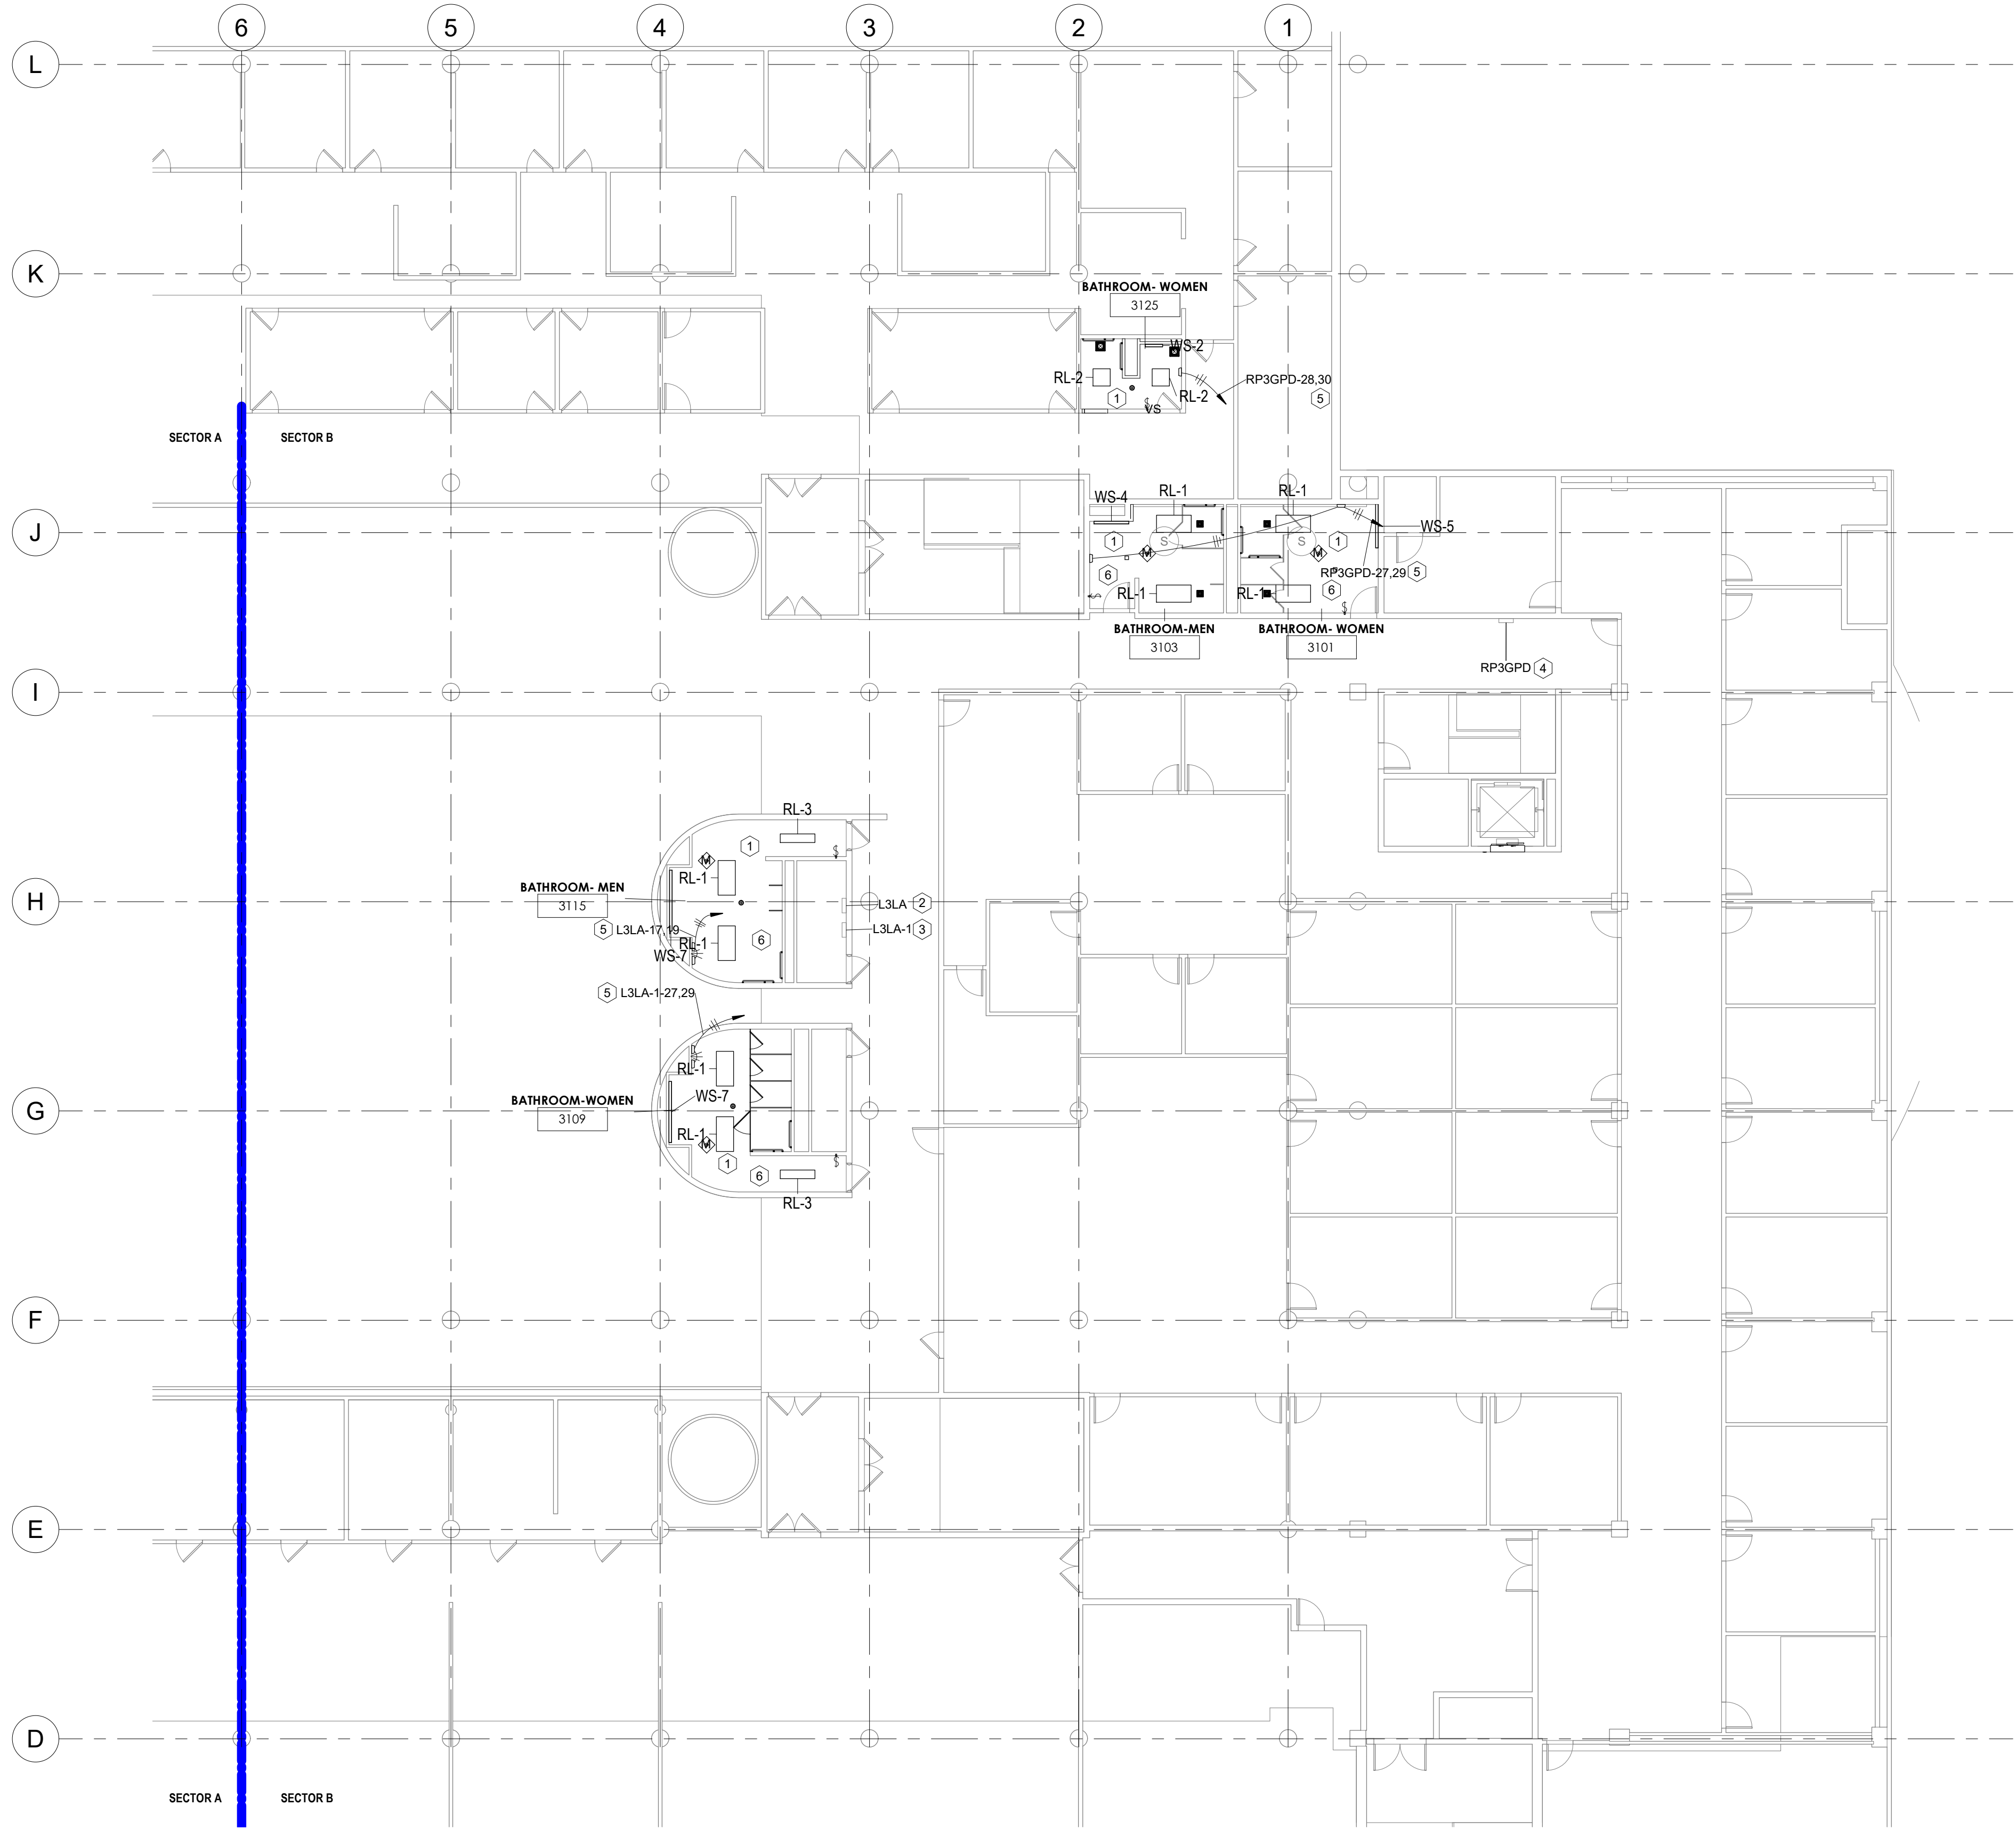 6
5
4
3
2
1
L
K
BATHROOM- WOMEN
3125
WS-2
RL-2
RP3GPD-28,30
1
RL-2
5
VS
$
SECTOR A
SECTOR B
WS-4
RL-1
RL-1
J
WS-5
1
S
S
1
M
M
6
RP3GPD-27,29
5
RL-1
RL-1
6
$
$
BATHROOM-MEN
3103
BATHROOM- WOMEN
3101
RP3GPD
4
I
RL-3
1
$
M
RL-1
BATHROOM- MEN
3115
H
L3LA
2
5
L3LA-17,19
L3LA-1
3
RL-1
6
WS-7
5
L3LA-1-27,29
RL-1
WS-7
BATHROOM-WOMEN
3109
G
RL-1
M
1
$
6
RL-3
F
E
D
SECTOR A
SECTOR B